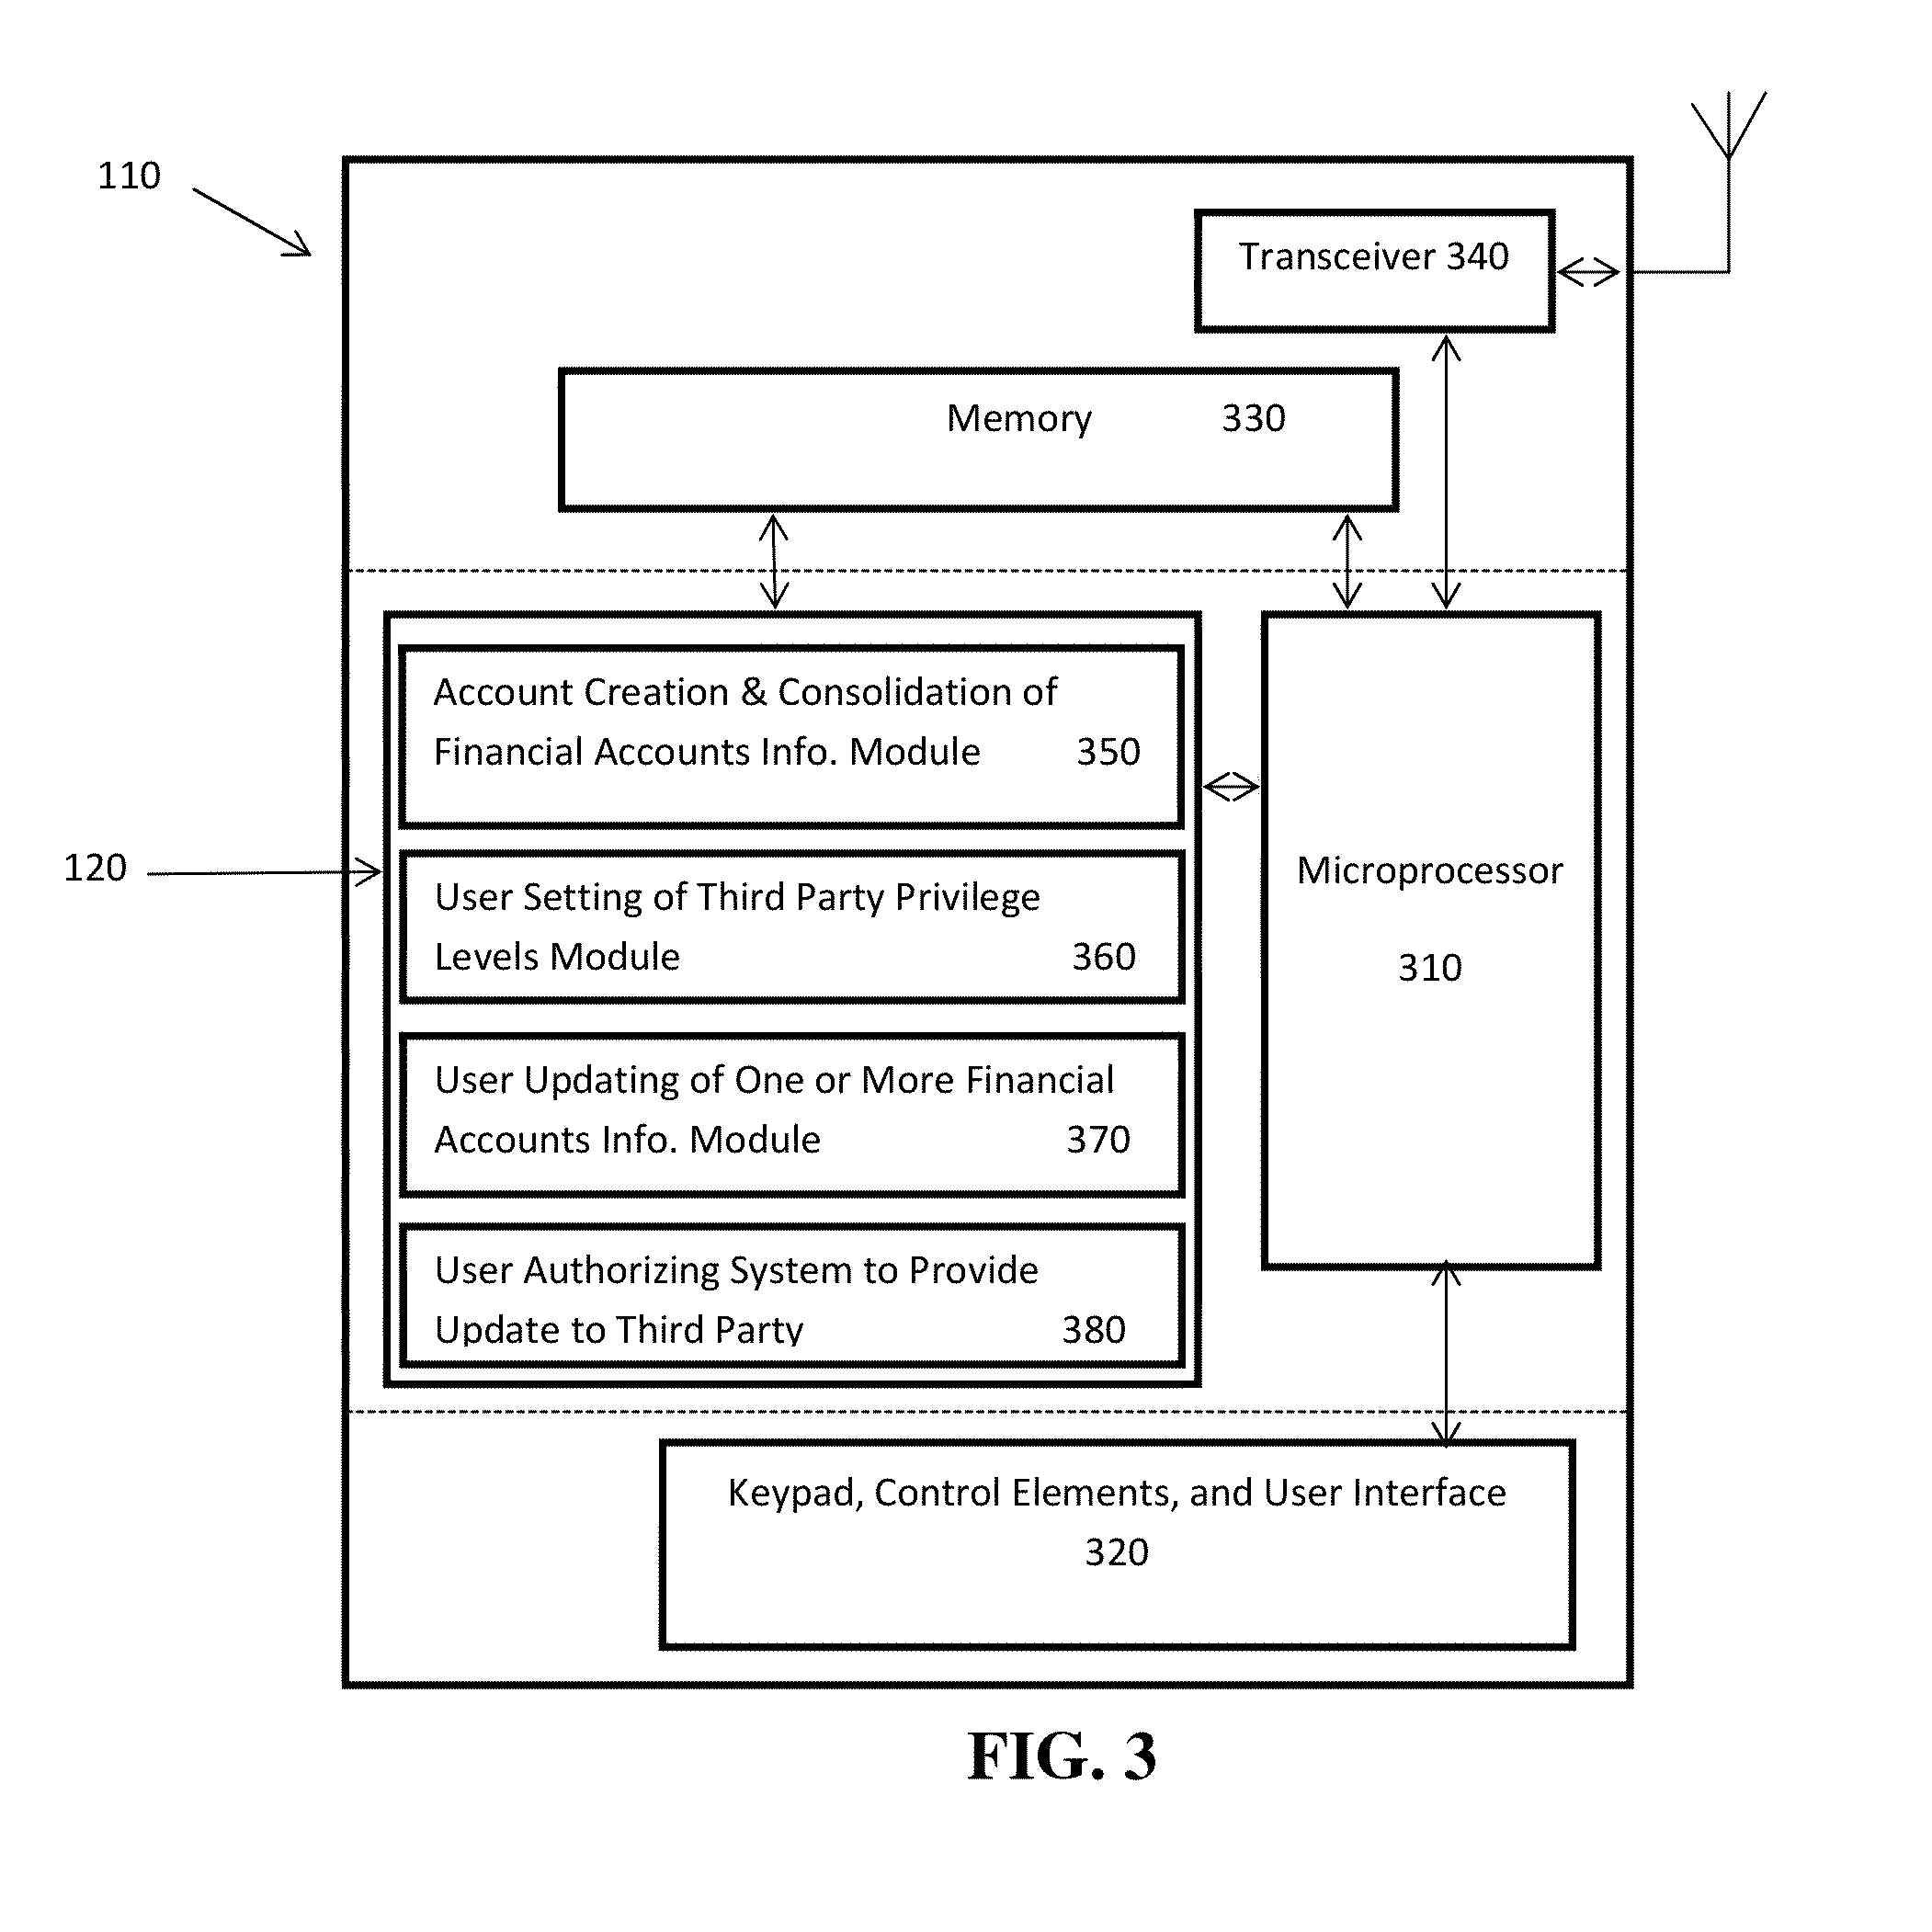 110
Transceiver 340
Memory 330
Account Creation & Consolidation of
Financial Accounts Info. Module 350
120
User Setting of Third Party Privilege
Levels Module 360
User Updating of One or More Financial
Accounts Info. Module 370
User Authorizing System to Provide
Update to Third Party 380
Microprocessor
310
Keypad, Control Elements, and User Interface
320
FIG. 3